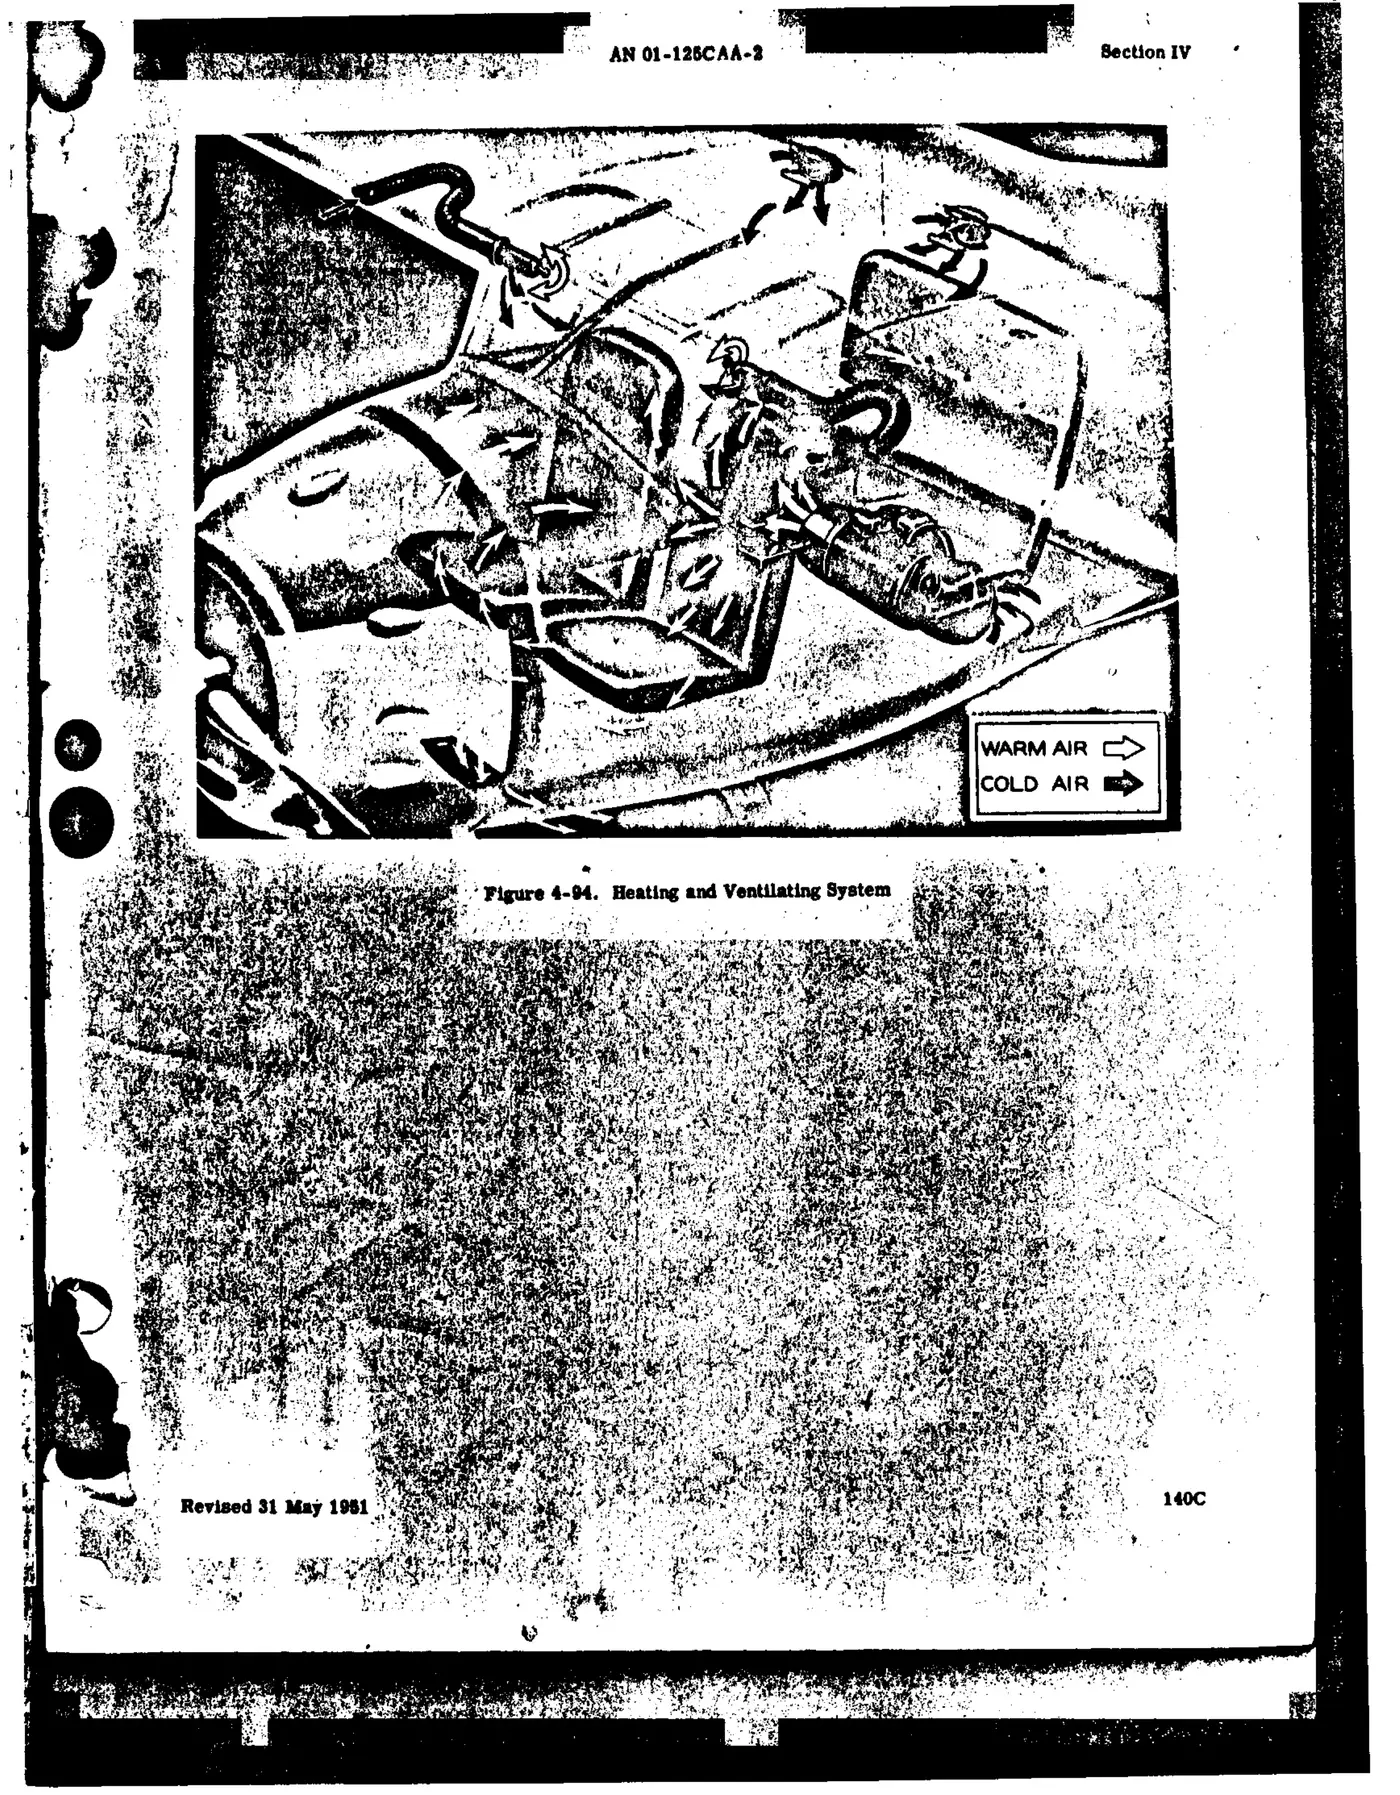 AN 01-125CAA-2
Section IV
WARM AIR
COLD AIR
Figure 4-94. Heating and Ventilating System
Revised 31 May 1951
140C